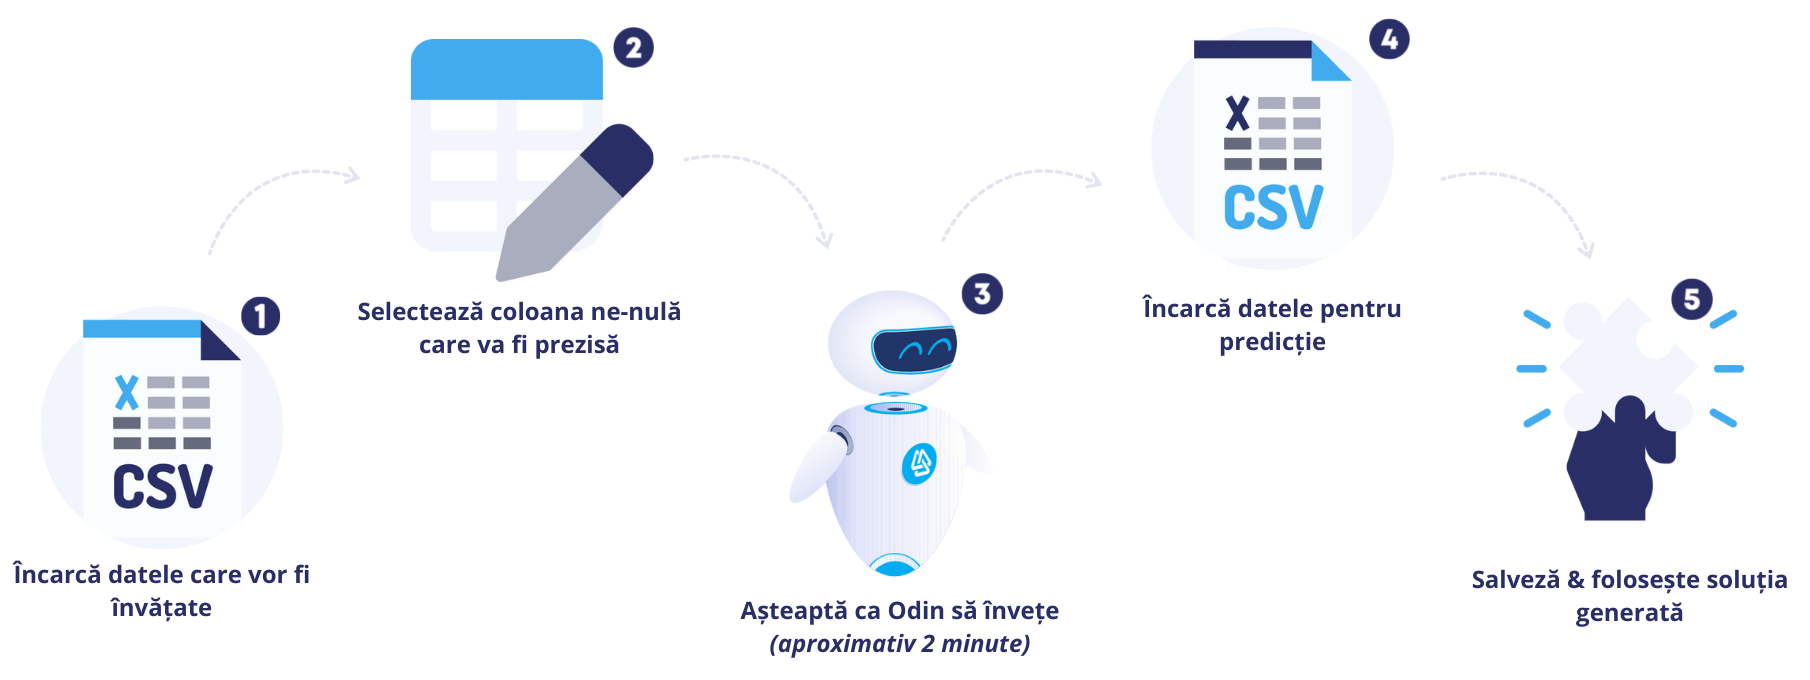 1
X
CSV
Încarcă datele care vor fi
învățate
2
Selectează coloana ne-nulă
care va fi prezisă
3
Așteaptă ca Odin să învețe
(aproximativ 2 minute)
4
X
CSV
Încarcă datele pentru
predicție
5
Salveză & folosește soluția
generată